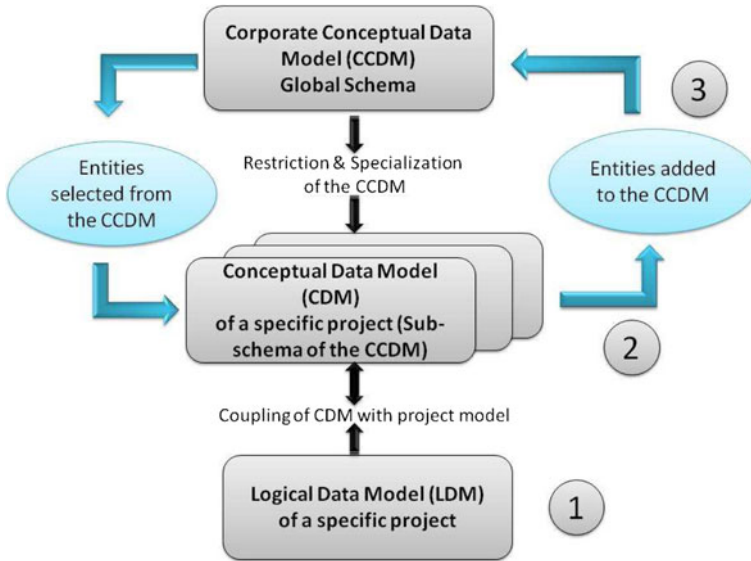 Corporate Conceptual Data
Model (CCDM)
Global Schema
3
Entities
selected from
the CCDM
Restriction & Specialization
of the CCDM
Entities added
to the CCDM
Conceptual Data Model
(CDM)
of a specific project (Sub-
schema of the CCDM)
2
Coupling of CDM with project model
Logical Data Model (LDM)
of a specific project
1